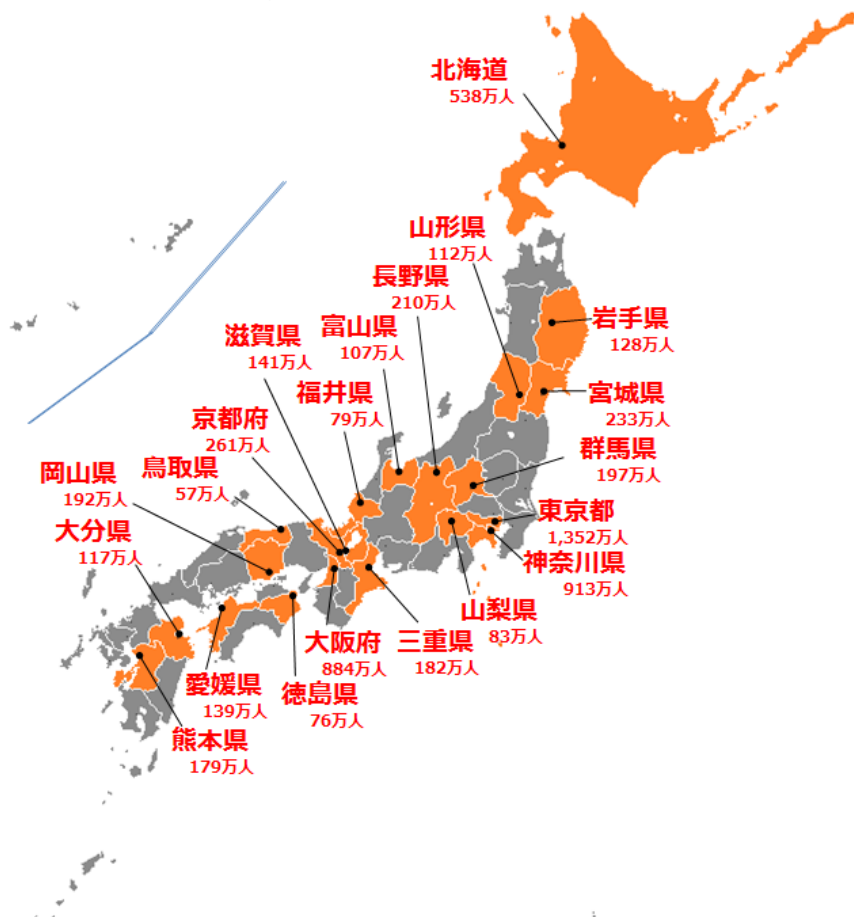 北海道
538万人
山形県
112万人
長野県
210万人
岩手県
128万人
富山県
107万人
滋賀県
141万人
福井県
79万人
宮城県
233万人
京都府
261万人
群馬県
197万人
鳥取県
57万人
岡山県
192万人
大分県
117万人
東京都
1,352万人
神奈川県
913万人
山梨県
83万人
大阪府
884万人
三重県
182万人
愛媛県
139万人
徳島県
76万人
熊本県
179万人